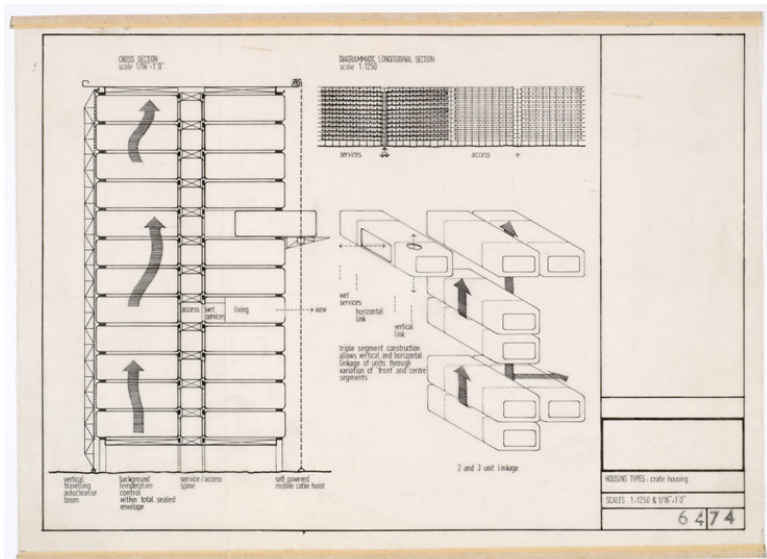 CROSS SECTION
scale 1/16"=1'0"
DIAGRAMMATIC LONGITUDINAL SECTION
scale 1:1250
services
access
access
wet
services
living
view
wet
services
horizontal
link
vertical
link
triple segment construction
allows vertical and horizontal
linkage of units through
variation of front and centre
segments
2 and 3 unit linkage
vertical
travelling
autocleanse
boom
background
temperature
control
within total sealed
envelope
service/access
spine
self powered
mobile cable hoist
HOUSING TYPES: crate housing
SCALES 1:1250 & 1/16"=1'0"
64 74